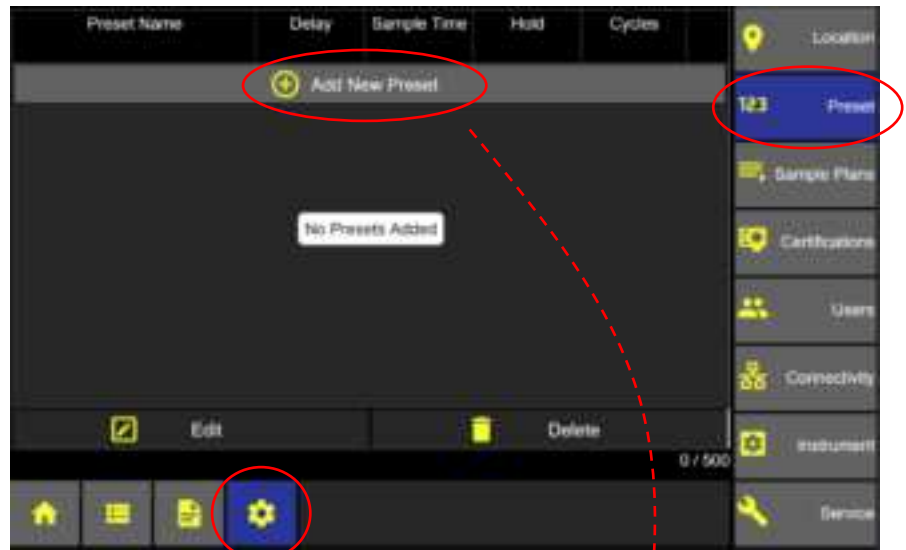 Preset Name Delay Sample Time Hold Cycles
Add New Preset
No Presets Added
Edit Delete
0 / 500
Location
123 Preset
Sample Plans
Certifications
Users
Connectivity
Instrument
Service